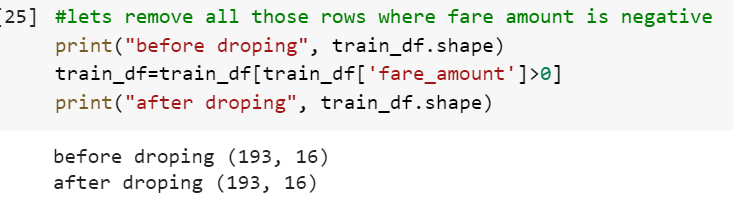 [25] #lets remove all those rows where fare amount is negative
print("before droping", train_df.shape)
train_df=train_df[train_df['fare_amount']>0]
print("after droping", train_df.shape)
before droping (193, 16)
after droping (193, 16)